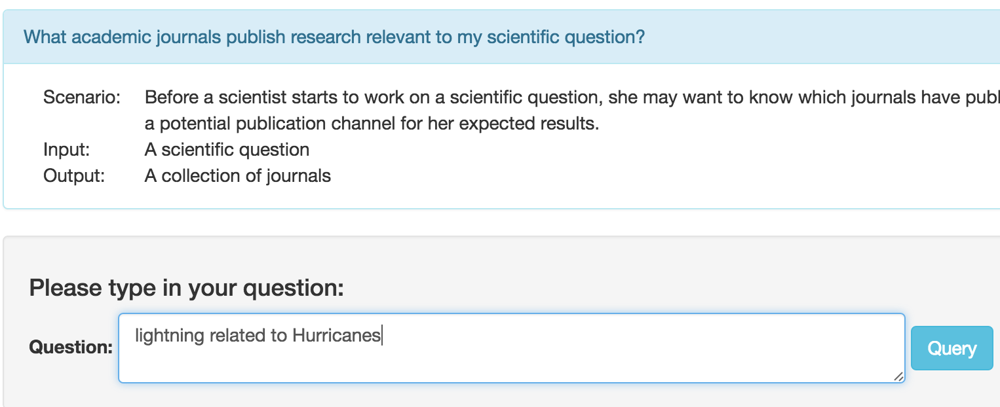 What academic journals publish research relevant to my scientific question?
Scenario: Before a scientist starts to work on a scientific question, she may want to know which journals have publ
a potential publication channel for her expected results.
Input: A scientific question
Output: A collection of journals
Please type in your question:
Question: lightning related to Hurricanes
Query